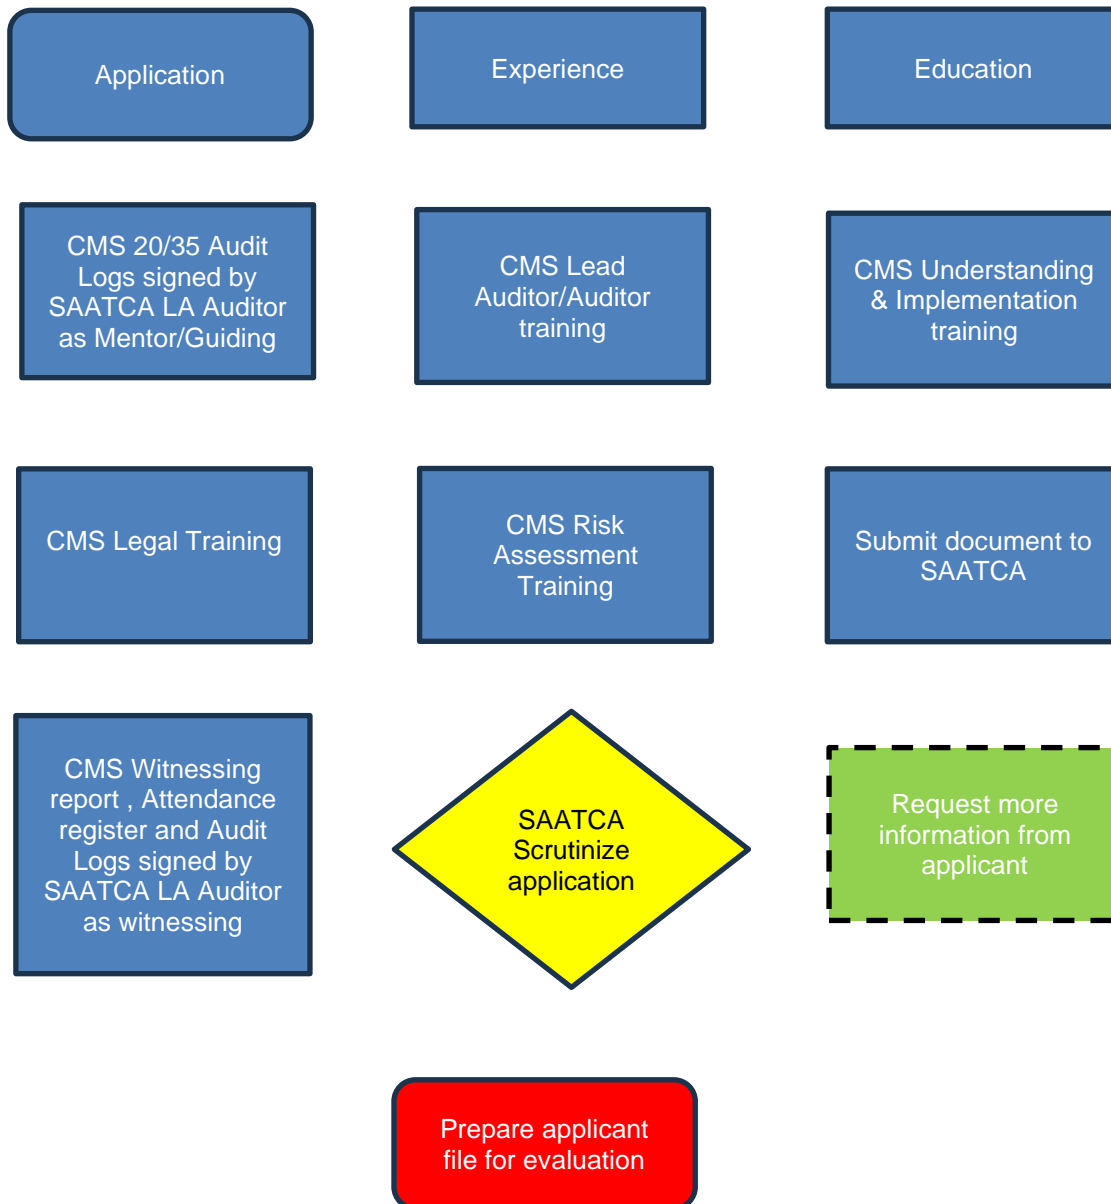 Application
Experience
Education
CMS 20/35 Audit
Logs signed by
SAATCA LA Auditor
as Mentor/Guiding
CMS Lead
Auditor/Auditor
training
CMS Understanding
& Implementation
training
CMS Legal Training
CMS Risk
Assessment
Training
Submit document to
SAATCA
CMS Witnessing
report , Attendance
register and Audit
Logs signed by
SAATCA LA Auditor
as witnessing
SAATCA
Scrutinize
application
Request more
information from
applicant
Prepare applicant
file for evaluation